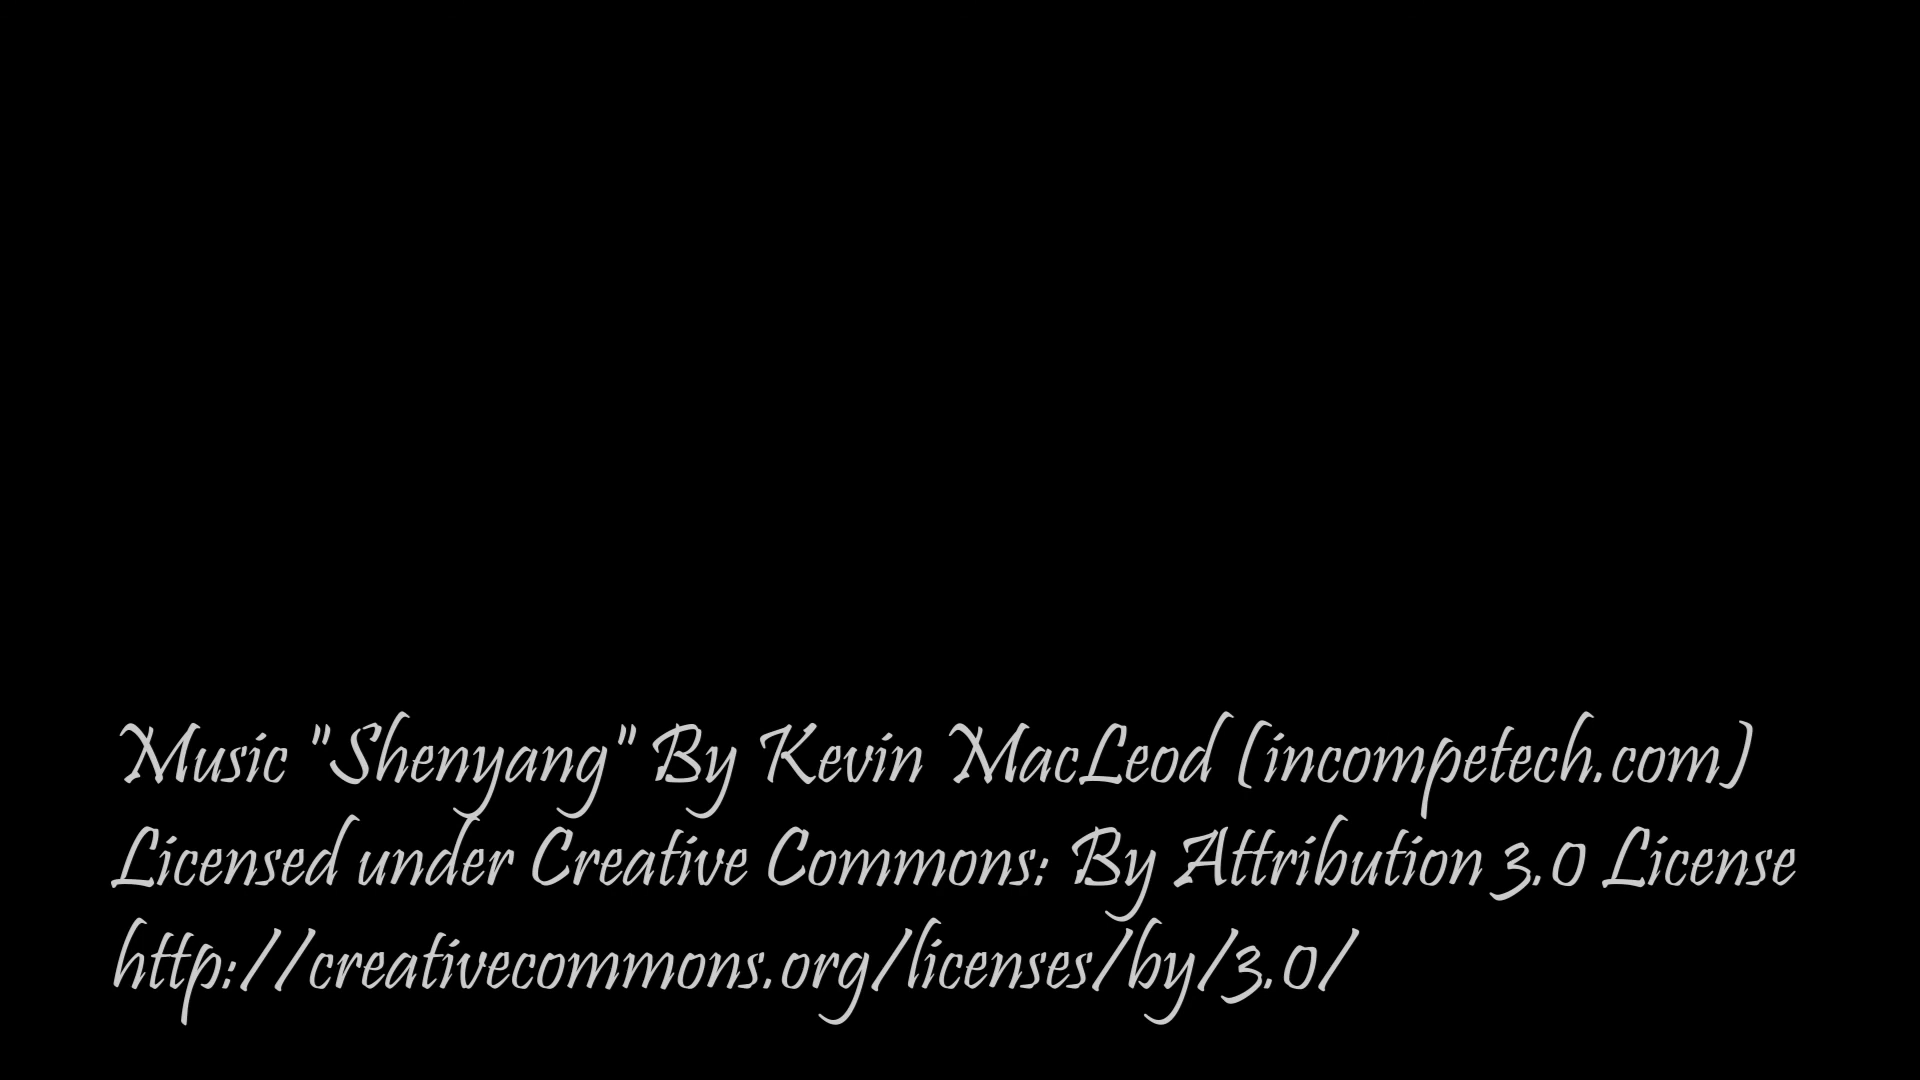 Music "Shenyang" By Kevin MacLeod (incompetech.com)
Licensed under Creative Commons: By Attribution 3.0 License
http://creativecommons.org/licenses/by/3.0/